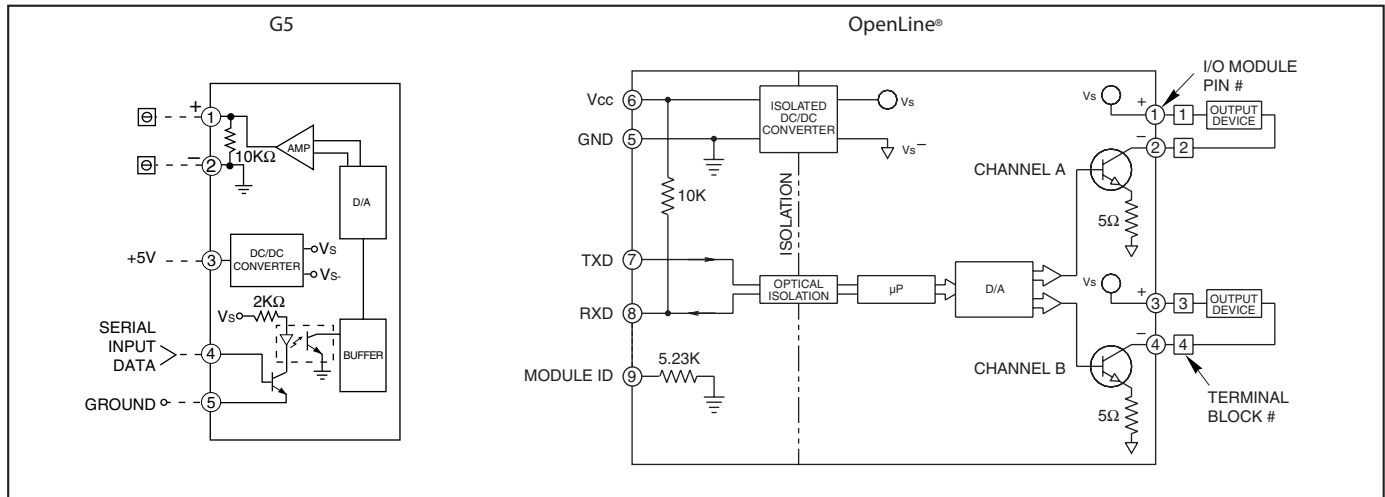 G5
+
1
10KΩ
–
2
AMP
D/A
+5V
3
DC/DC
CONVERTER
Vs
Vs-
2KΩ
Vs
SERIAL
INPUT
DATA
4
BUFFER
GROUND
5
OpenLine®
Vcc
6
GND
5
10K
ISOLATED
DC/DC
CONVERTER
Vs
Vs–
ISOLATION
TXD
7
RXD
8
OPTICAL
ISOLATION
µP
D/A
MODULE ID
9
5.23K
I/O MODULE
PIN #
Vs
+
1
1
OUTPUT
DEVICE
–
2
2
CHANNEL A
5Ω
Vs
+
3
3
OUTPUT
DEVICE
–
4
4
CHANNEL B
5Ω
TERMINAL
BLOCK #